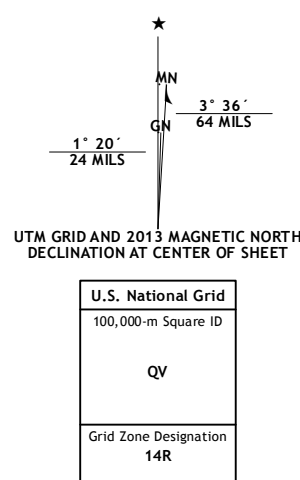 ★
MN
3° 36´
64 MILS
GN
1° 20´
24 MILS
UTM GRID AND 2013 MAGNETIC NORTH
DECLINATION AT CENTER OF SHEET
U.S. National Grid
100,000-m Square ID
QV
Grid Zone Designation
14R